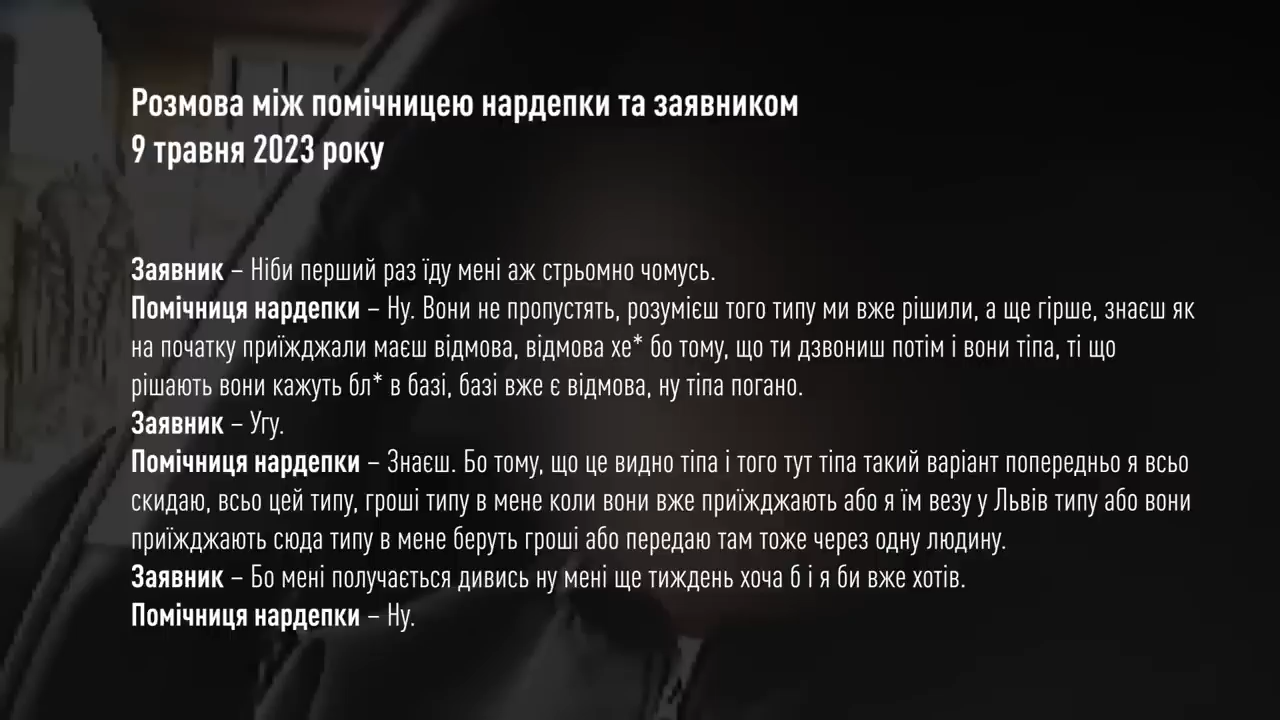 Розмова між помічницею нардепки та заявником
9 травня 2023 року
Заявник – Ніби перший раз їду мені аж стрьомно чомусь.
Помічниця нардепки – Ну. Вони не пропустять, розумієш того типу ми вже рішили, а ще гірше, знаєш як
на початку приїжджали маєш відмова, відмова хе* бо тому, що ти дзвониш потім і вони тіпа, ті що
рішають вони кажуть бл* в базі, базі вже є відмова, ну тіпа погано.
Заявник – Угу.
Помічниця нардепки – Знаєш. Бо тому, що це видно тіпа і того тут тіпа такий варіант попередньо я всьо
скидаю, всьо цей типу, гроші типу в мене коли вони вже приїжджають або я їм везу у Львів типу або вони
приїжджають сюда типу в мене беруть гроші або передаю там тоже через одну людину.
Заявник – Бо мені получається дивись ну мені ще тиждень хоча б і я би вже хотів.
Помічниця нардепки – Ну.